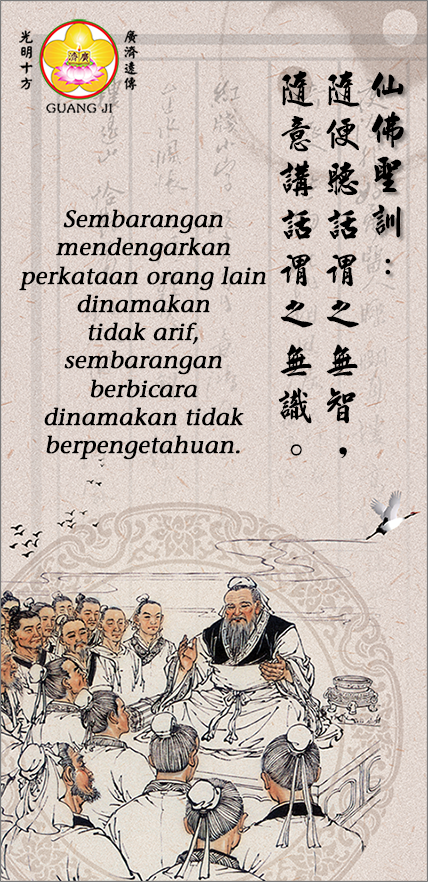 光明十方
廣濟
廣濟遠傳
GUANG JI
仙佛聖訓：
隨便聽話谓之無智，
隨意講話谓之無識。
Sembarangan
mendengarkan
perkataan orang lain
dinamakan
tidak arif,
sembarangan
berbicara
dinamakan tidak
berpengetahuan.